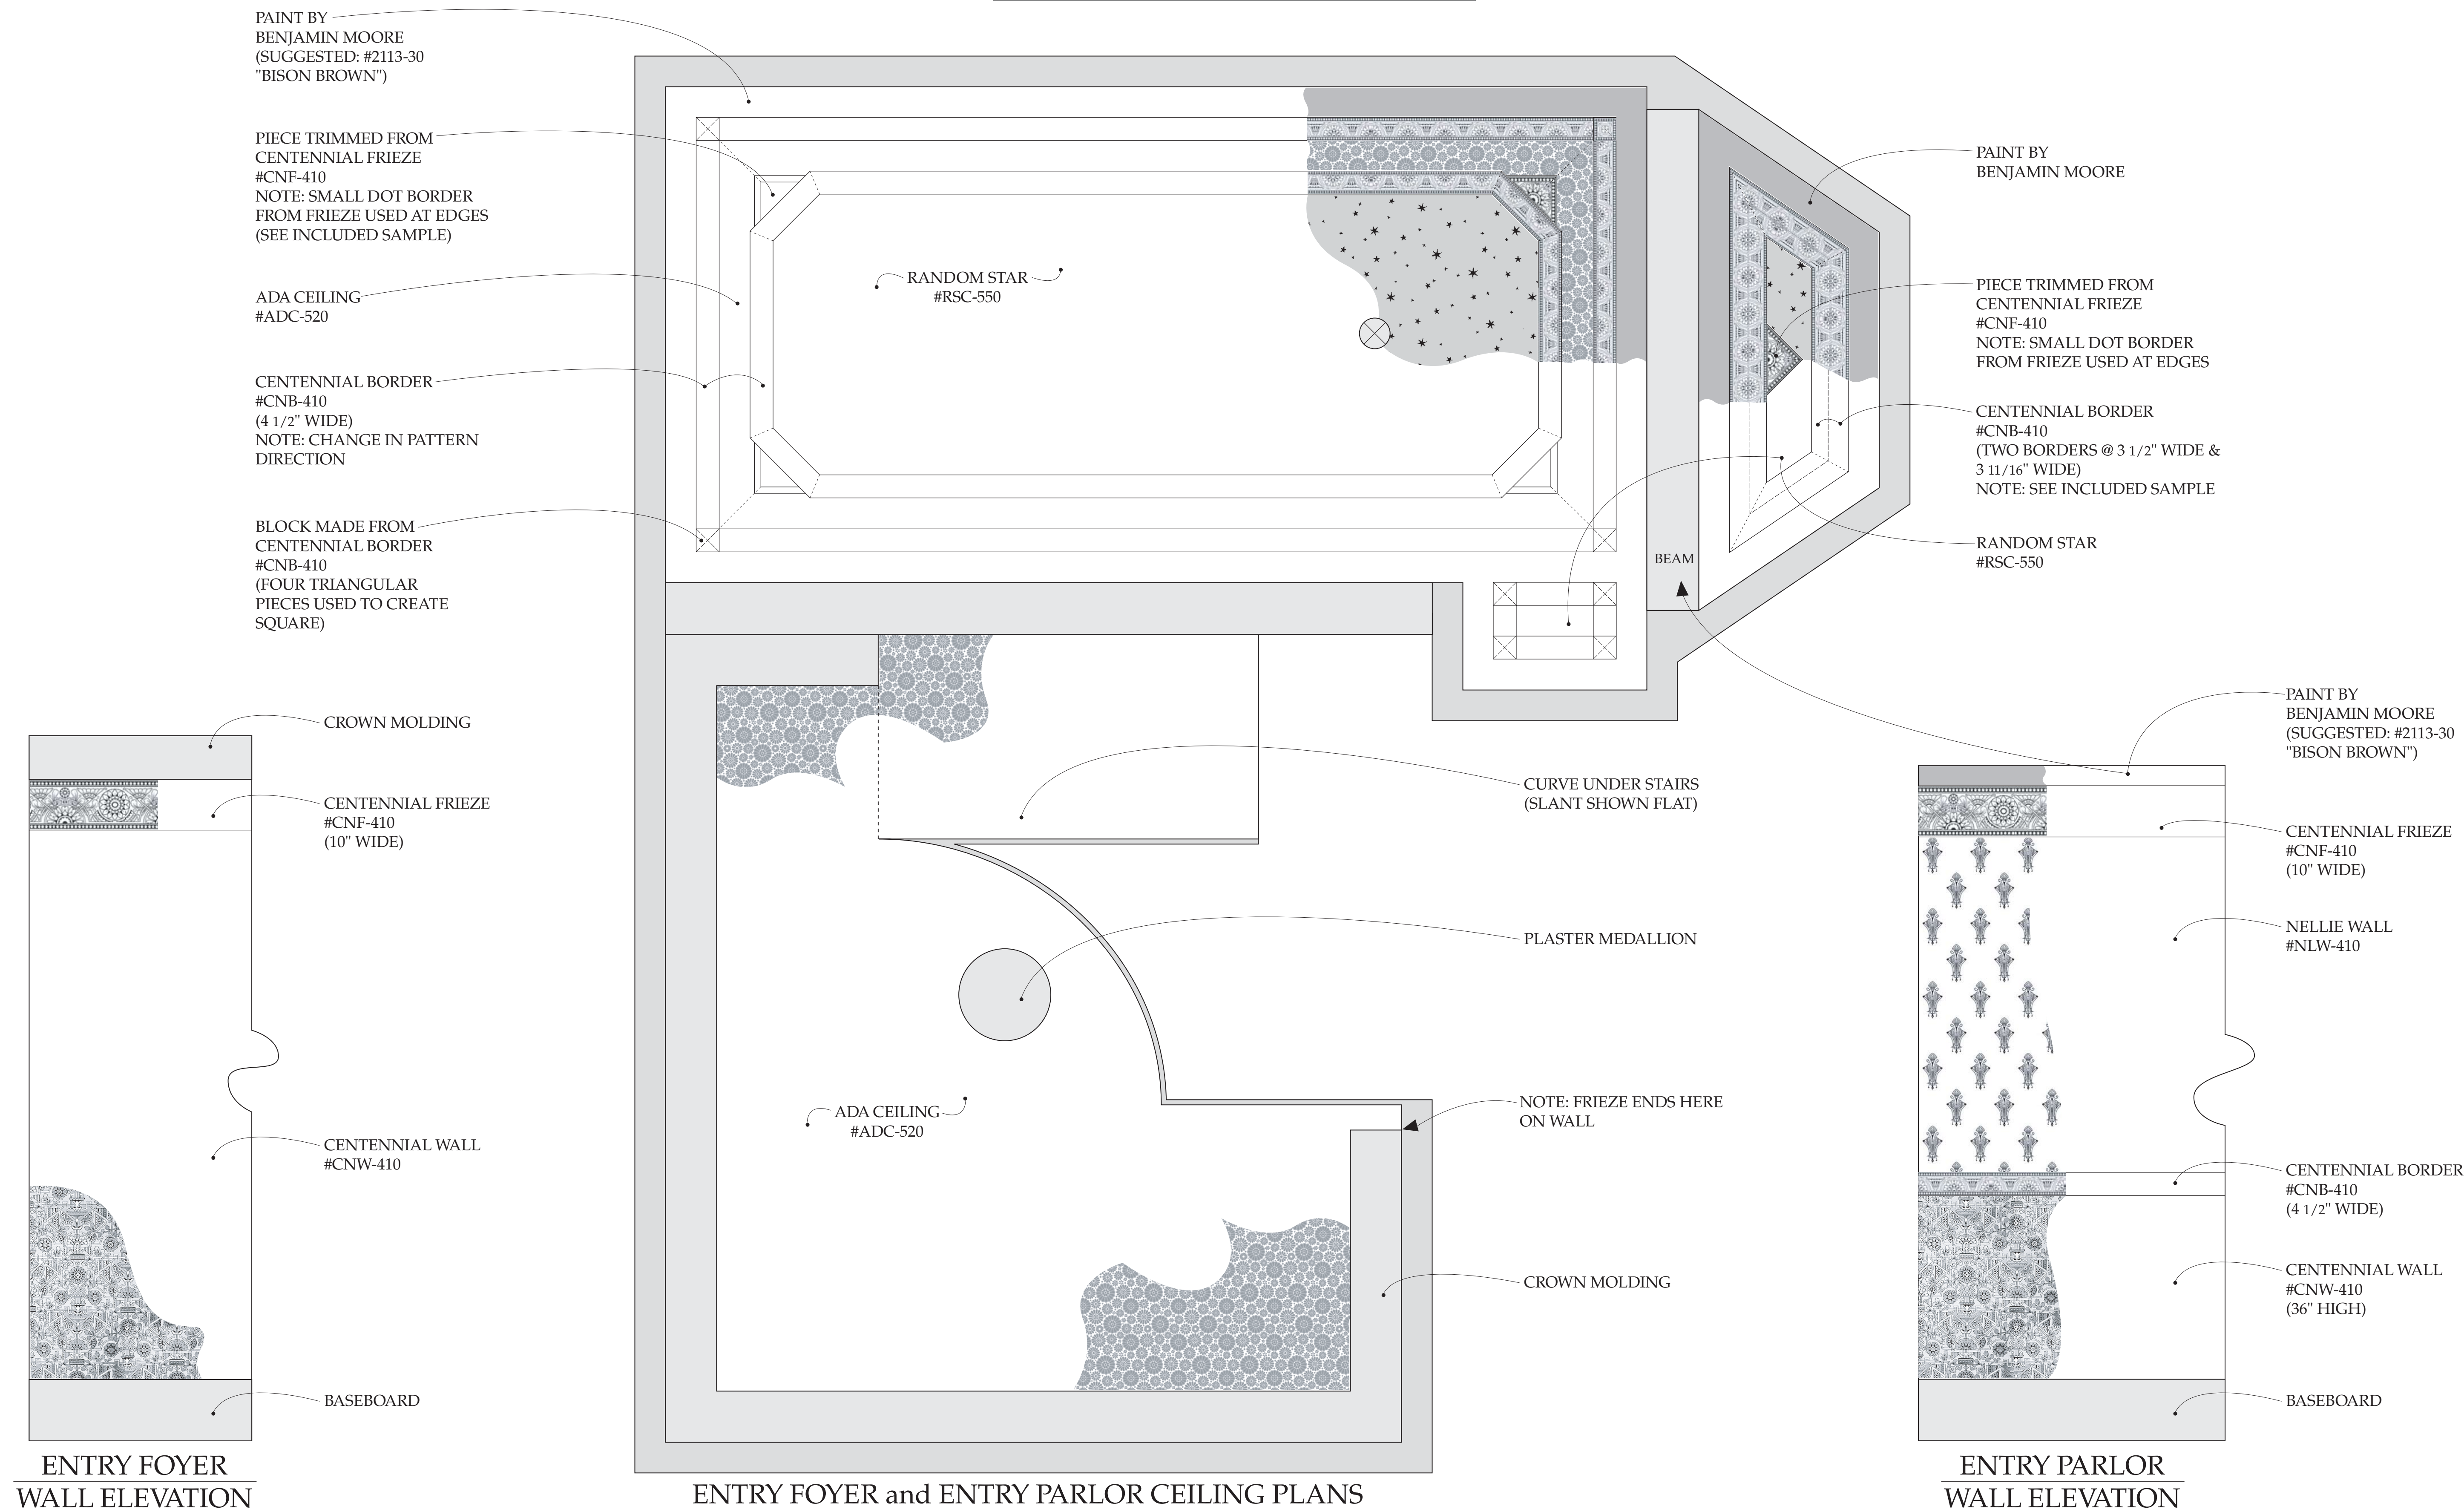 PAINT BY
BENJAMIN MOORE
(SUGGESTED: #2113-30
"BISON BROWN")
PIECE TRIMMED FROM
CENTENNIAL FRIEZE
#CNF-410
NOTE: SMALL DOT BORDER
FROM FRIEZE USED AT EDGES
(SEE INCLUDED SAMPLE)
ADA CEILING
#ADC-520
CENTENNIAL BORDER
#CNB-410
(4 1/2" WIDE)
NOTE: CHANGE IN PATTERN
DIRECTION
BLOCK MADE FROM
CENTENNIAL BORDER
#CNB-410
(FOUR TRIANGULAR
PIECES USED TO CREATE
SQUARE)
RANDOM STAR
#RSC-550
BEAM
PAINT BY
BENJAMIN MOORE
PIECE TRIMMED FROM
CENTENNIAL FRIEZE
#CNF-410
NOTE: SMALL DOT BORDER
FROM FRIEZE USED AT EDGES
CENTENNIAL BORDER
#CNB-410
(TWO BORDERS @ 3 1/2" WIDE &
3 11/16" WIDE)
NOTE: SEE INCLUDED SAMPLE
RANDOM STAR
#RSC-550
CROWN MOLDING
CENTENNIAL FRIEZE
#CNF-410
(10" WIDE)
CENTENNIAL WALL
#CNW-410
BASEBOARD
ENTRY FOYER
WALL ELEVATION
CURVE UNDER STAIRS
(SLANT SHOWN FLAT)
PLASTER MEDALLION
ADA CEILING
#ADC-520
NOTE: FRIEZE ENDS HERE
ON WALL
CROWN MOLDING
ENTRY FOYER and ENTRY PARLOR CEILING PLANS
PAINT BY
BENJAMIN MOORE
(SUGGESTED: #2113-30
"BISON BROWN")
CENTENNIAL FRIEZE
#CNF-410
(10" WIDE)
NELLIE WALL
#NLW-410
CENTENNIAL BORDER
#CNB-410
(4 1/2" WIDE)
CENTENNIAL WALL
#CNW-410
(36" HIGH)
BASEBOARD
ENTRY PARLOR
WALL ELEVATION